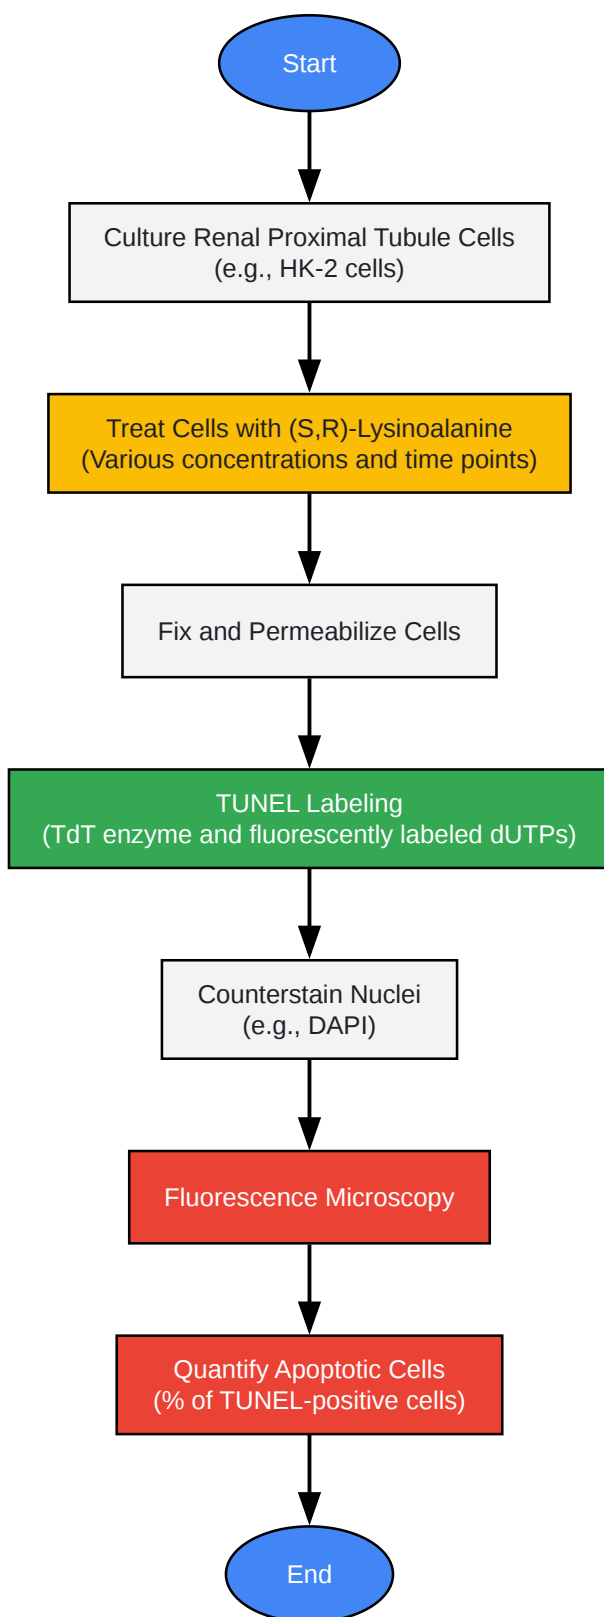 Start
Culture Renal Proximal Tubule Cells
(e.g., HK-2 cells)
Treat Cells with (S,R)-Lysinoalanine
(Various concentrations and time points)
Fix and Permeabilize Cells
TUNEL Labeling
(TdT enzyme and fluorescently labeled dUTPs)
Counterstain Nuclei
(e.g., DAPI)
Fluorescence Microscopy
Quantify Apoptotic Cells
(% of TUNEL-positive cells)
End